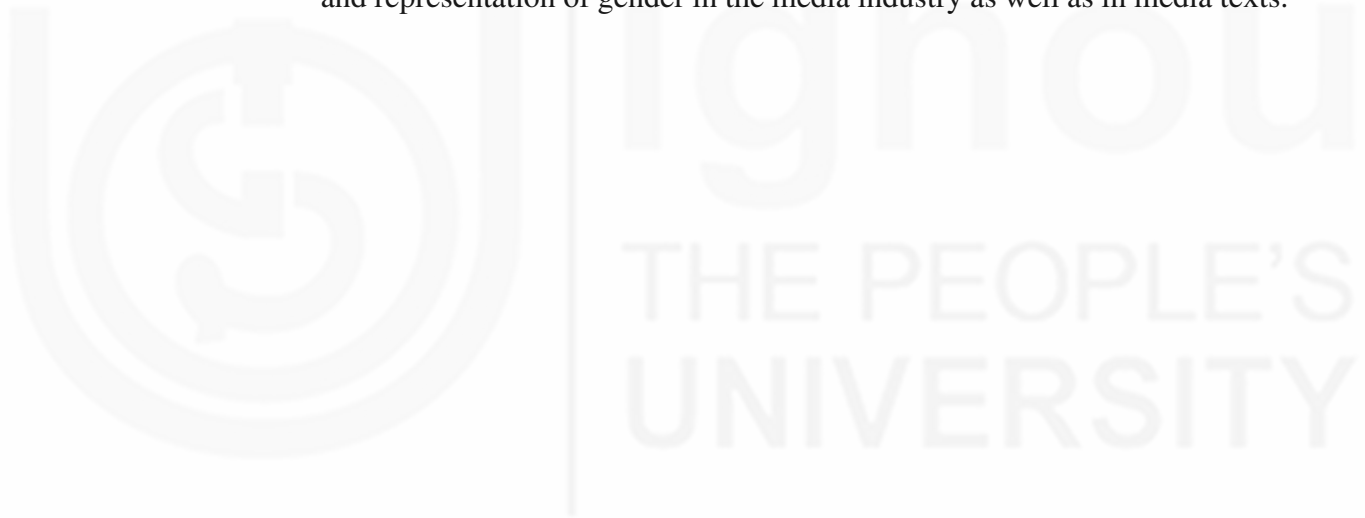 and representation of gender in the media industry as well as in media texts.
ignou
THE PEOPLE'S
UNIVERSITY